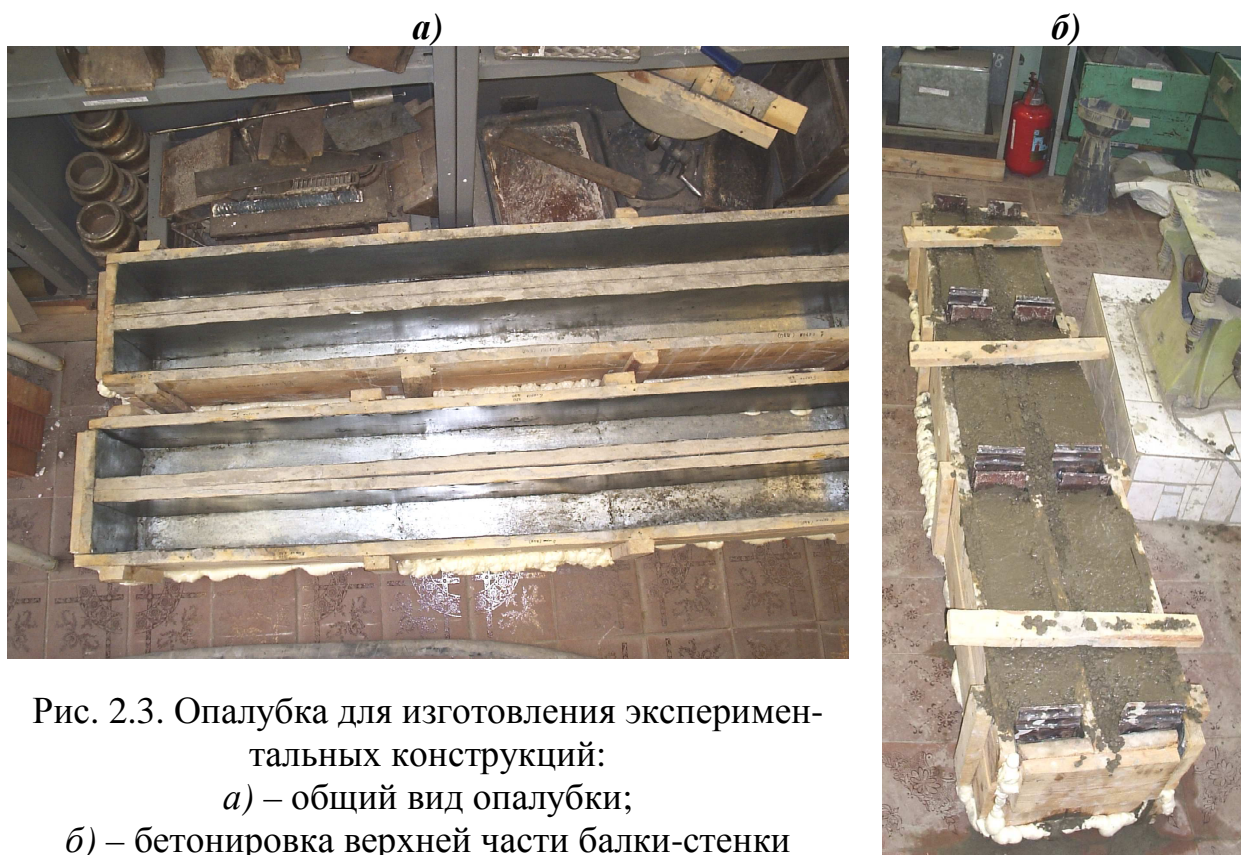 а)
б)
Рис. 2.3. Опалубка для изготовления эксперимен-
тальных конструкций:
а) – общий вид опалубки;
б) – бетонировка верхней части балки-стенки